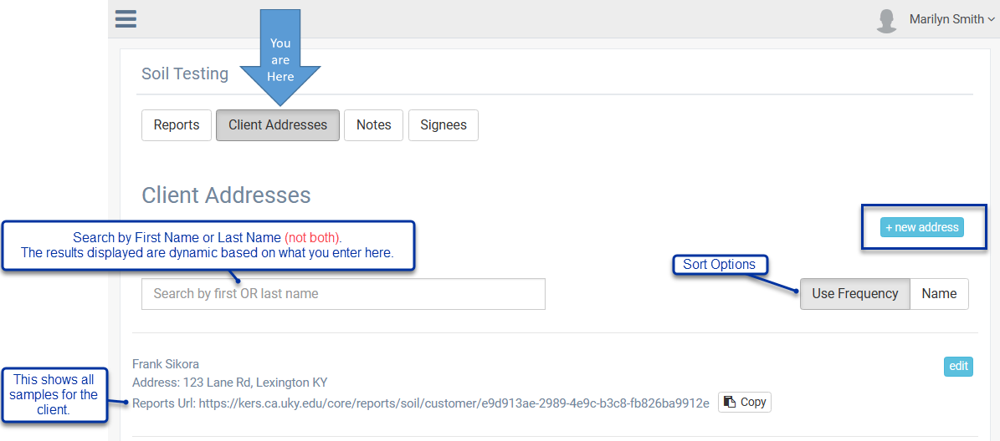 Marilyn Smith
You
are
Here
Soil Testing
Reports
Client Addresses
Notes
Signees
Client Addresses
+ new address
Search by First Name or Last Name (not both).
The results displayed are dynamic based on what you enter here.
Sort Options
Search by first OR last name
Use Frequency
Name
Frank Sikora
edit
Address: 123 Lane Rd, Lexington KY
This shows all
samples for the
client.
Reports Url: https://kers.ca.uky.edu/core/reports/soil/customer/e9d913ae-2989-4e9c-b3c8-fb826ba9912e
Copy